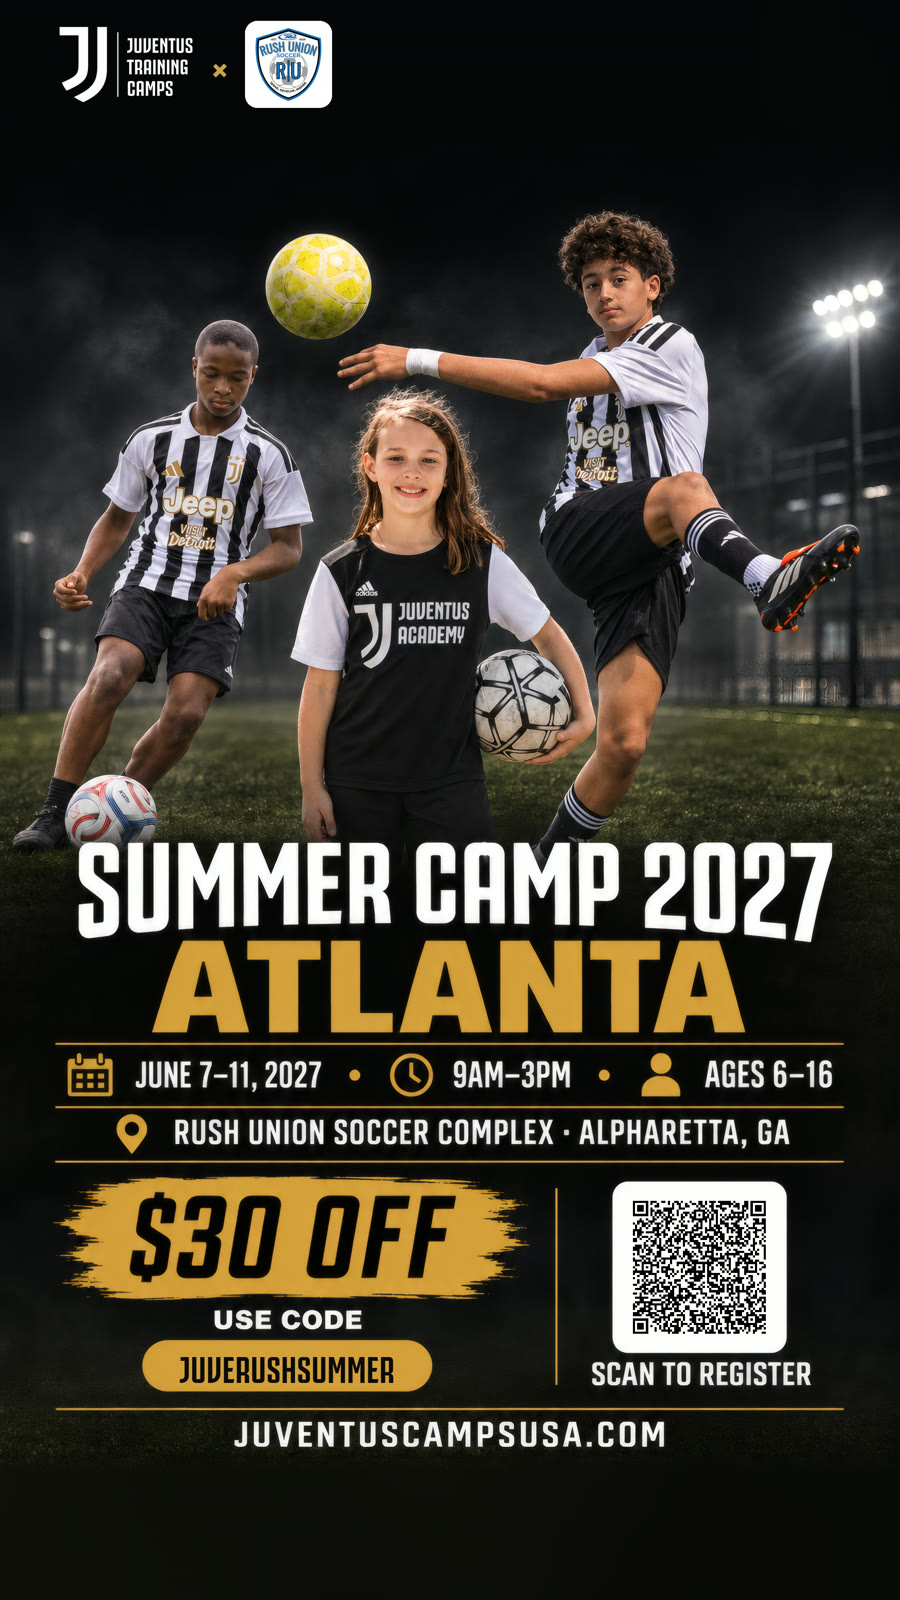 JUVENTUS
TRAINING
CAMPS
RUSH UNION
SOCCER
RU
Jeep
VISIT
Detroit
Jeep
VISIT
Detroit
adidas
JUVENTUS
ACADEMY
SUMMER CAMP 2027
ATLANTA
JUNE 7–11, 2027 • 9AM–3PM • AGES 6–16
RUSH UNION SOCCER COMPLEX · ALPHARETTA, GA
$30 OFF
USE CODE
JUVERUSHSUMMER
SCAN TO REGISTER
JUVENTUSCAMPSUSA.COM